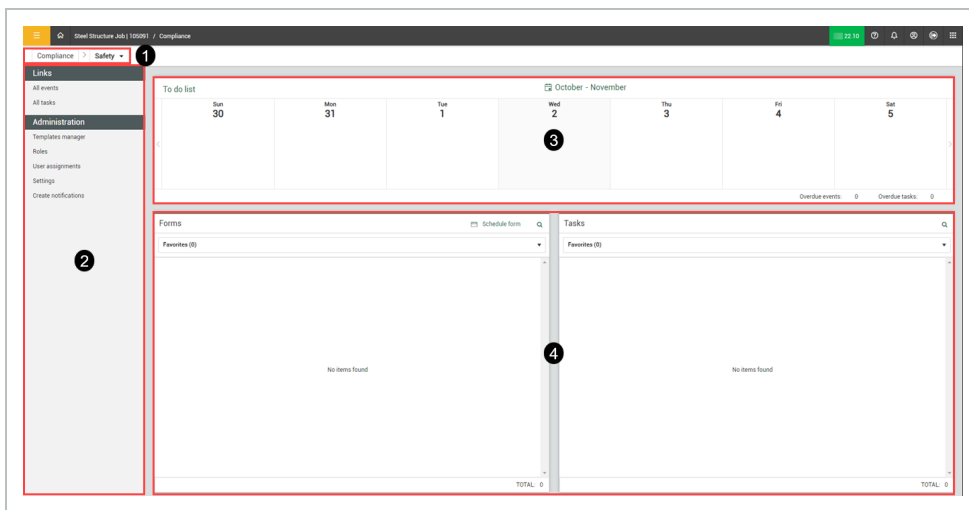 Steel Structure Job | 105091 / Compliance
22.10
Compliance > Safety
1
Links
All events
All tasks
Administration
Templates manager
Roles
User assignments
Settings
Create notifications
2
To do list
October - November
Sun Mon Tue Wed Thu Fri Sat
30 31 1 2 3 4 5
3
Overdue events: 0 Overdue tasks: 0
Forms
Schedule form
Favorites (0)
No items found
TOTAL: 0
4
Tasks
Favorites (0)
No items found
TOTAL: 0